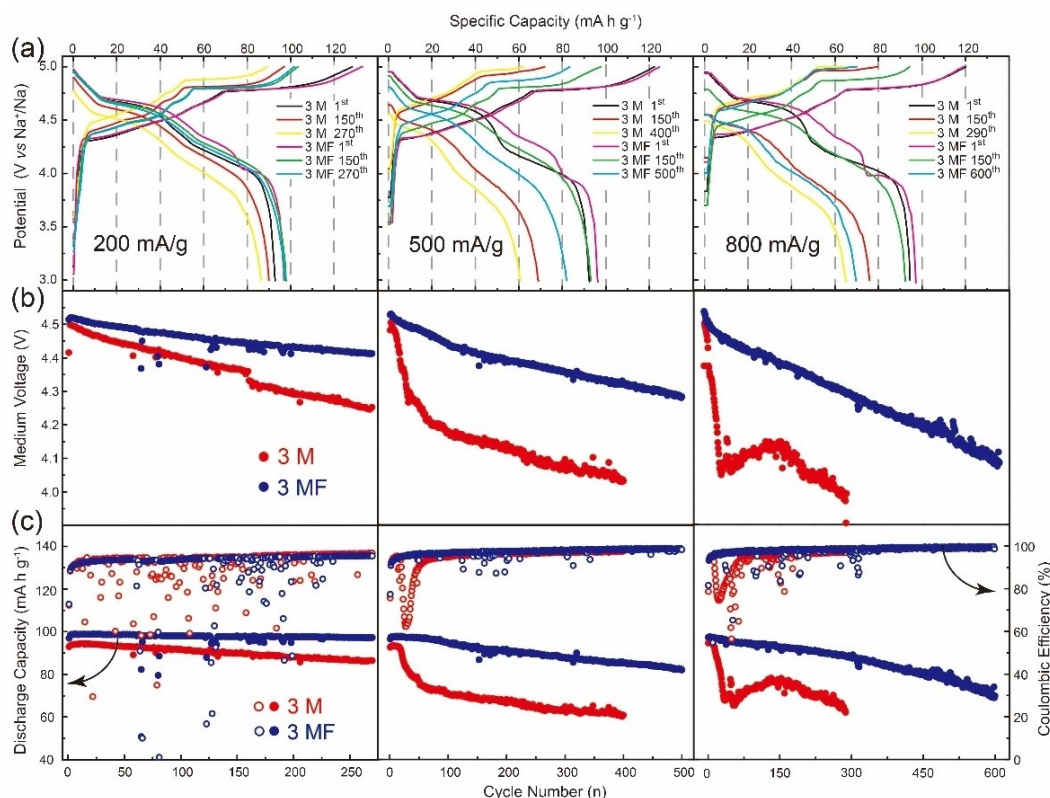 Specific Capacity (mA h g⁻¹)
(a)
0 20 40 60 80 100 120 0 20 40 60 80 100 120 0 20 40 60 80 100 120
Potential (V vs Na⁺/Na)
5.0
4.5
4.0
3.5
3.0
3 M 1st
3 M 150th
3 M 270th
3 MF 1st
3 MF 150th
3 MF 270th
200 mA/g
3 M 1st
3 M 150th
3 M 400th
3 MF 1st
3 MF 150th
3 MF 500th
500 mA/g
3 M 1st
3 M 150th
3 M 290th
3 MF 1st
3 MF 150th
3 MF 600th
800 mA/g
(b)
Medium Voltage (V)
4.5
4.4
4.3
4.2
4.1
4.0
3 M
3 MF
(c)
Discharge Capacity (mA h g⁻¹)
140
120
100
80
60
40
3 M
3 MF
100
80
60
40
20
0
Coulombic Efficiency (%)
0 50 100 150 200 250 0 100 200 300 400 500 0 150 300 450 600
Cycle Number (n)